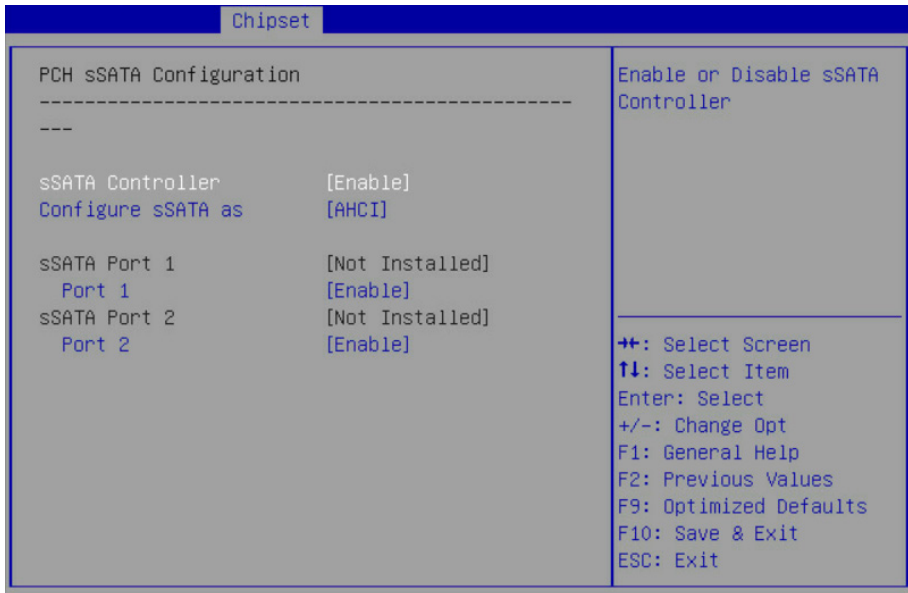 Chipset
PCH sSATA Configuration
-----------------------------------------------
---
sSATA Controller [Enable]
Configure sSATA as [AHCI]
sSATA Port 1 [Not Installed]
Port 1 [Enable]
sSATA Port 2 [Not Installed]
Port 2 [Enable]
Enable or Disable sSATA
Controller
→←: Select Screen
↑↓: Select Item
Enter: Select
+/-: Change Opt
F1: General Help
F2: Previous Values
F9: Optimized Defaults
F10: Save & Exit
ESC: Exit